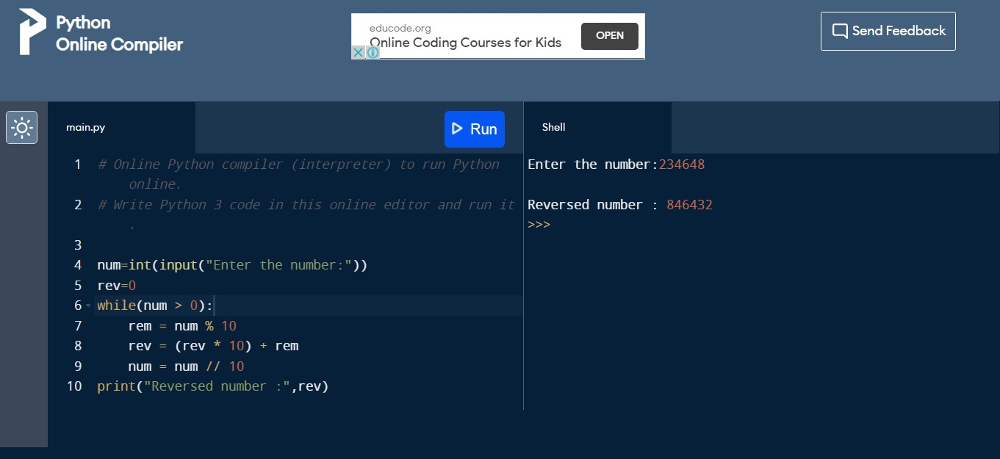 Python
Online Compiler
educode.org
Online Coding Courses for Kids
OPEN
Send Feedback
main.py
Run
Shell
1 # Online Python compiler (interpreter) to run Python
online.
2 # Write Python 3 code in this online editor and run it
.
3
4 num=int(input("Enter the number:"))
5 rev=0
6 while(num > 0):
7     rem = num % 10
8     rev = (rev * 10) + rem
9     num = num // 10
10 print("Reversed number :",rev)
Enter the number:234648
Reversed number : 846432
>>>